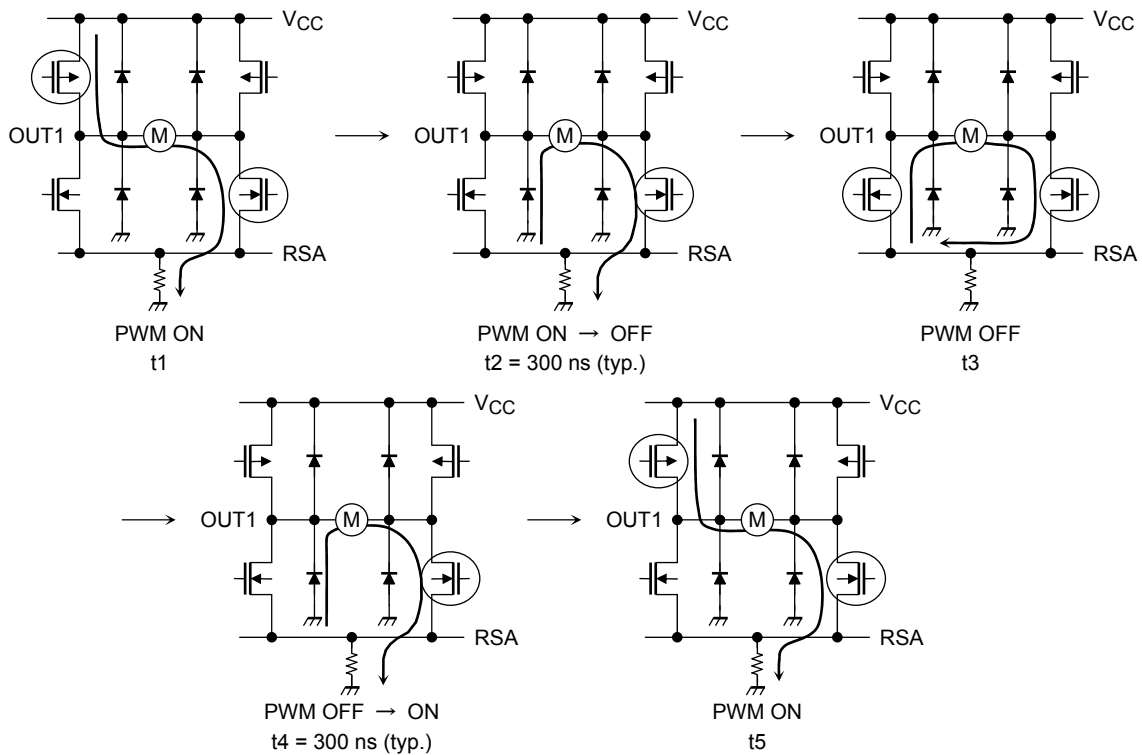 VCC
OUT1
M
RSA
PWM ON
t1
VCC
OUT1
M
RSA
PWM ON → OFF
t2 = 300 ns (typ.)
VCC
OUT1
M
RSA
PWM OFF
t3
VCC
OUT1
M
RSA
PWM OFF → ON
t4 = 300 ns (typ.)
VCC
OUT1
M
RSA
PWM ON
t5